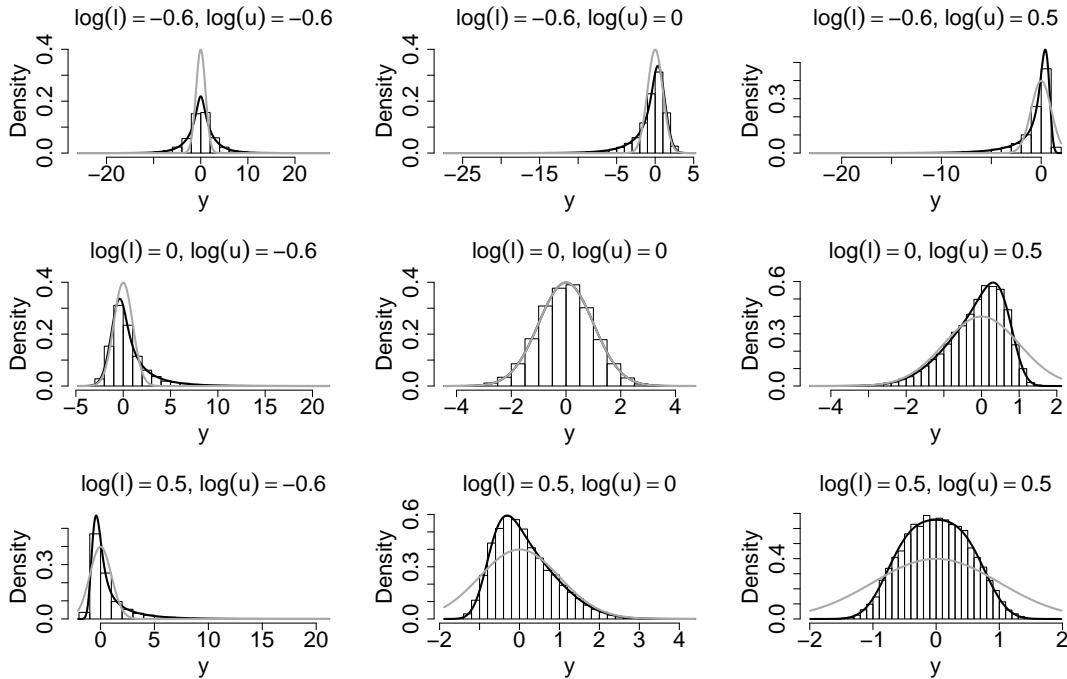 log(l) = −0.6, log(u) = −0.6
Density
0.0 0.2 0.4
−20 0 10 20
y
log(l) = −0.6, log(u) = 0
Density
0.0 0.2 0.4
−25 −15 −5 0 5
y
log(l) = −0.6, log(u) = 0.5
Density
0.0 0.3
−20 −10 0
y
log(l) = 0, log(u) = −0.6
Density
0.0 0.2 0.4
−5 0 5 10 15 20
y
log(l) = 0, log(u) = 0
Density
0.0 0.2 0.4
−4 −2 0 2 4
y
log(l) = 0, log(u) = 0.5
Density
0.0 0.3 0.6
−4 −2 0 1 2
y
log(l) = 0.5, log(u) = −0.6
Density
0.0 0.3
0 5 10 15 20
y
log(l) = 0.5, log(u) = 0
Density
0.0 0.3 0.6
−2 0 1 2 3 4
y
log(l) = 0.5, log(u) = 0.5
Density
0.0 0.3 0.6
−2 −1 0 1 2
y